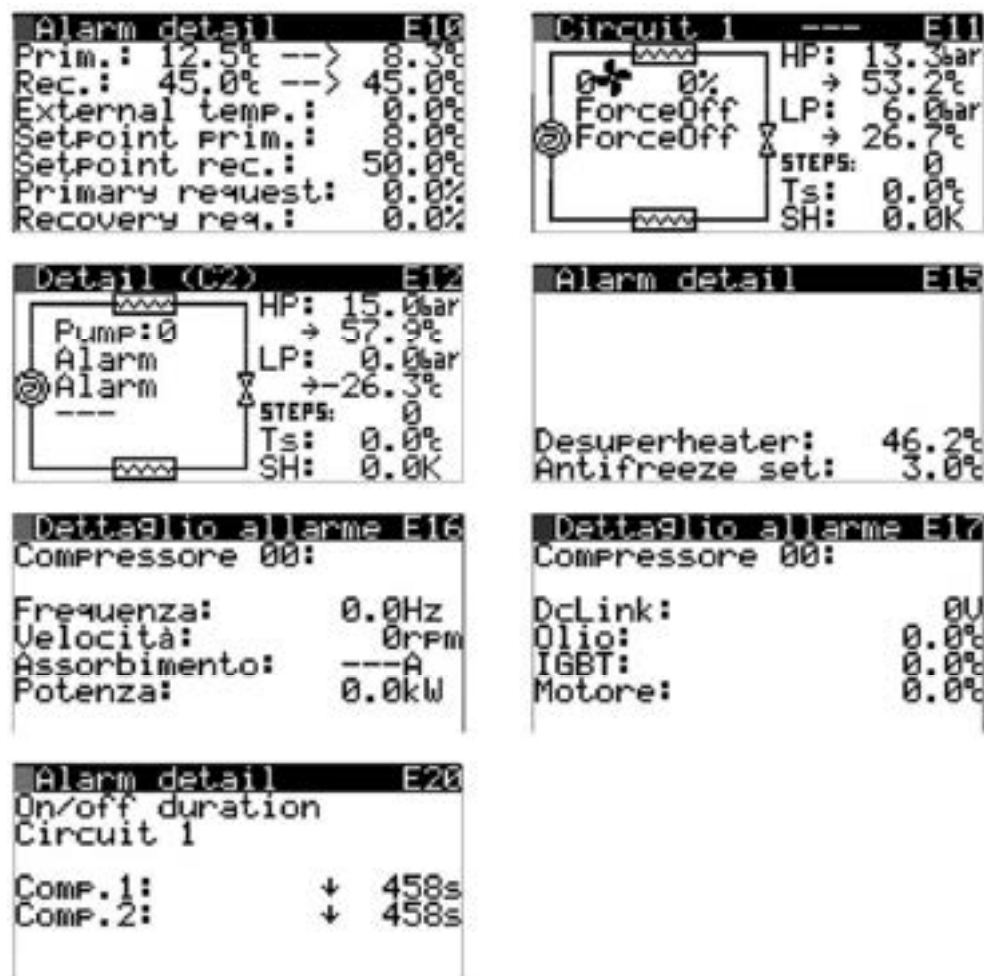 Alarm detail E10
Prim.: 12.5°c --> 8.3°c
Rec.: 45.0°c --> 45.0°c
External temp.: 0.0°c
Setpoint prim.: 8.0°c
Setpoint rec.: 50.0°c
Primary request: 0.0%
Recovery req.: 0.0%
Circuit 1 --- E11
HP: 13.3bar
0 0% → 53.2°c
ForceOff LP: 6.0bar
ForceOff → 26.7°c
STEPS: 0
Ts: 0.0°c
SH: 0.0K
Detail (C2) E12
HP: 15.0bar
Pump:0 → 57.9°c
Alarm LP: 0.0bar
Alarm →-26.3°c
--- STEPS: 0
Ts: 0.0°c
SH: 0.0K
Alarm detail E15
Desuperheater: 46.2°c
Antifreeze set: 3.0°c
Dettaglio allarme E16
Compressore 00:
Frequenza: 0.0Hz
Velocità: 0rpm
Assorbimento: ---A
Potenza: 0.0kW
Dettaglio allarme E17
Compressore 00:
DcLink: 0V
Olio: 0.0°c
IGBT: 0.0°c
Motore: 0.0°c
Alarm detail E20
On/off duration
Circuit 1
Comp.1: ↓ 458s
Comp.2: ↓ 458s